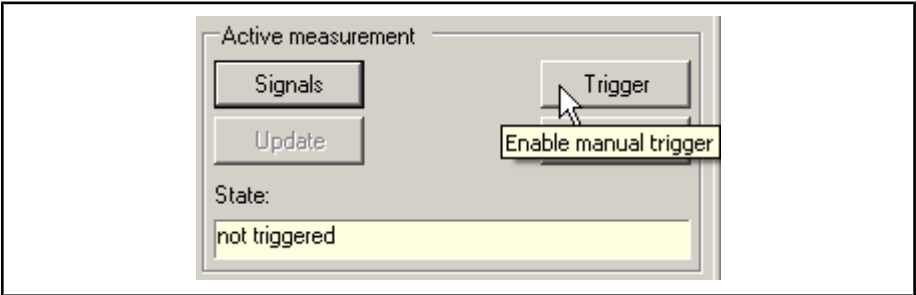 Active measurement
Signals
Trigger
Update
Enable manual trigger
State:
not triggered